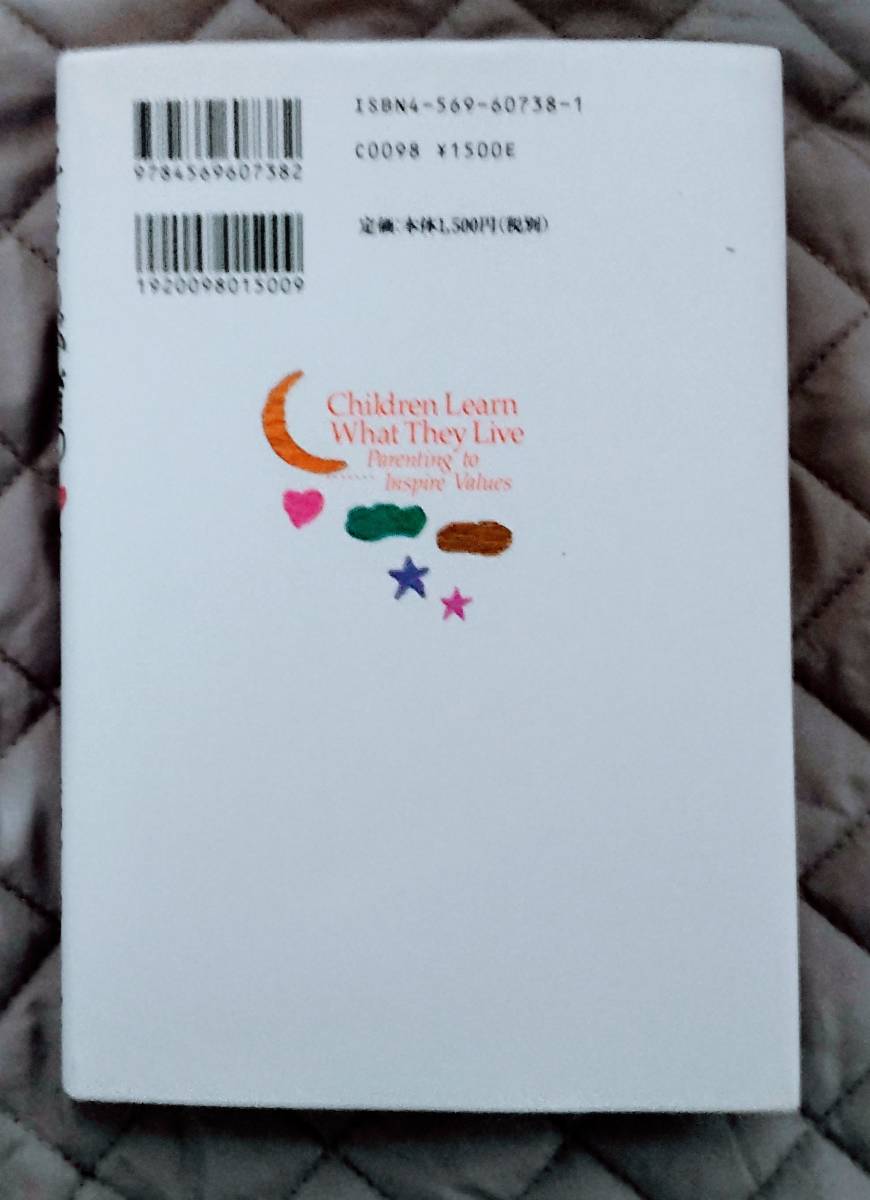 ISBN4-569-60738-1
9784569607382
C0098 ¥1500E
定価:本体1,500円(税別)
1920098015009
Children Learn
What They Live
Parenting to
Inspire Values